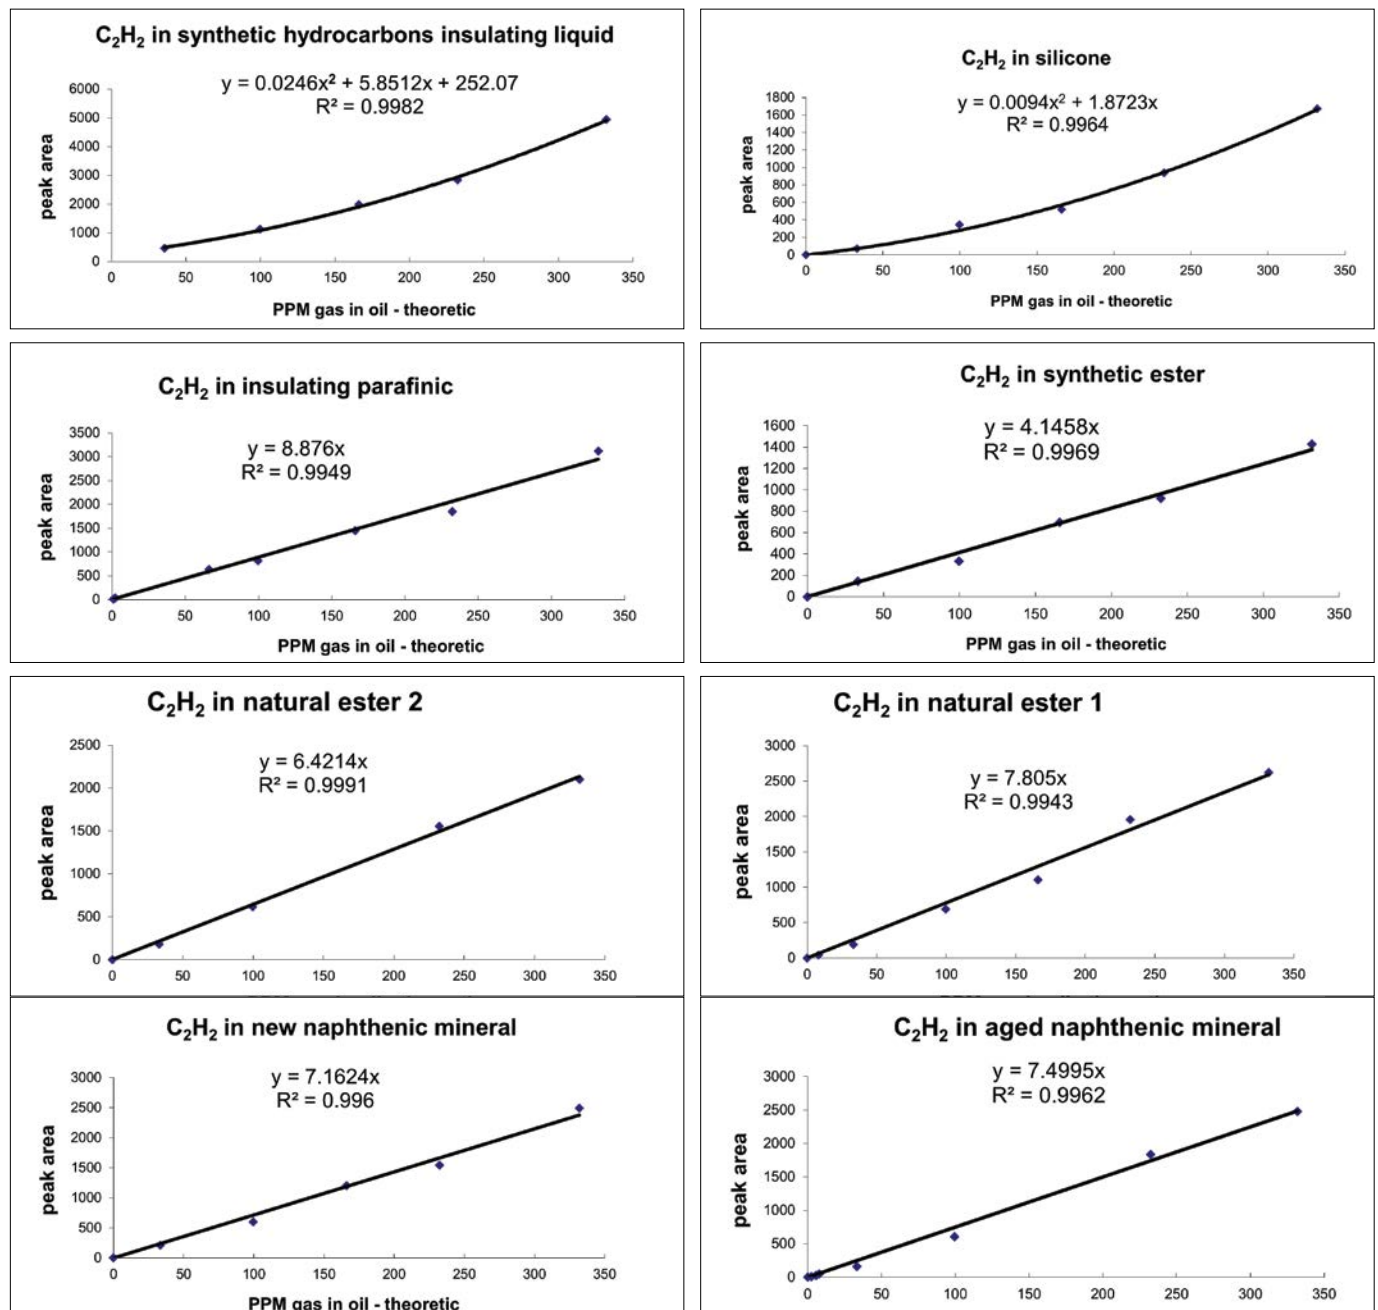 C₂H₂ in synthetic hydrocarbons insulating liquid
y = 0.0246x² + 5.8512x + 252.07
R² = 0.9982
peak area
6000
5000
4000
3000
2000
1000
0
0 50 100 150 200 250 300 350
PPM gas in oil - theoretic
C₂H₂ in silicone
y = 0.0094x² + 1.8723x
R² = 0.9964
peak area
1800
1600
1400
1200
1000
800
600
400
200
0
0 50 100 150 200 250 300 350
PPM gas in oil - theoretic
C₂H₂ in insulating parafinic
y = 8.876x
R² = 0.9949
peak area
3500
3000
2500
2000
1500
1000
500
0
0 50 100 150 200 250 300 350
PPM gas in oil - theoretic
C₂H₂ in synthetic ester
y = 4.1458x
R² = 0.9969
peak area
1600
1400
1200
1000
800
600
400
200
0
0 50 100 150 200 250 300 350
PPM gas in oil - theoretic
C₂H₂ in natural ester 2
y = 6.4214x
R² = 0.9991
peak area
2500
2000
1500
1000
500
0
0 50 100 150 200 250 300 350
C₂H₂ in natural ester 1
y = 7.805x
R² = 0.9943
peak area
3000
2500
2000
1500
1000
500
0
0 50 100 150 200 250 300 350
C₂H₂ in new naphthenic mineral
y = 7.1624x
R² = 0.996
peak area
3000
2500
2000
1500
1000
500
0
0 50 100 150 200 250 300 350
PPM gas in oil - theoretic
C₂H₂ in aged naphthenic mineral
y = 7.4995x
R² = 0.9962
peak area
3000
2500
2000
1500
1000
500
0
0 50 100 150 200 250 300 350